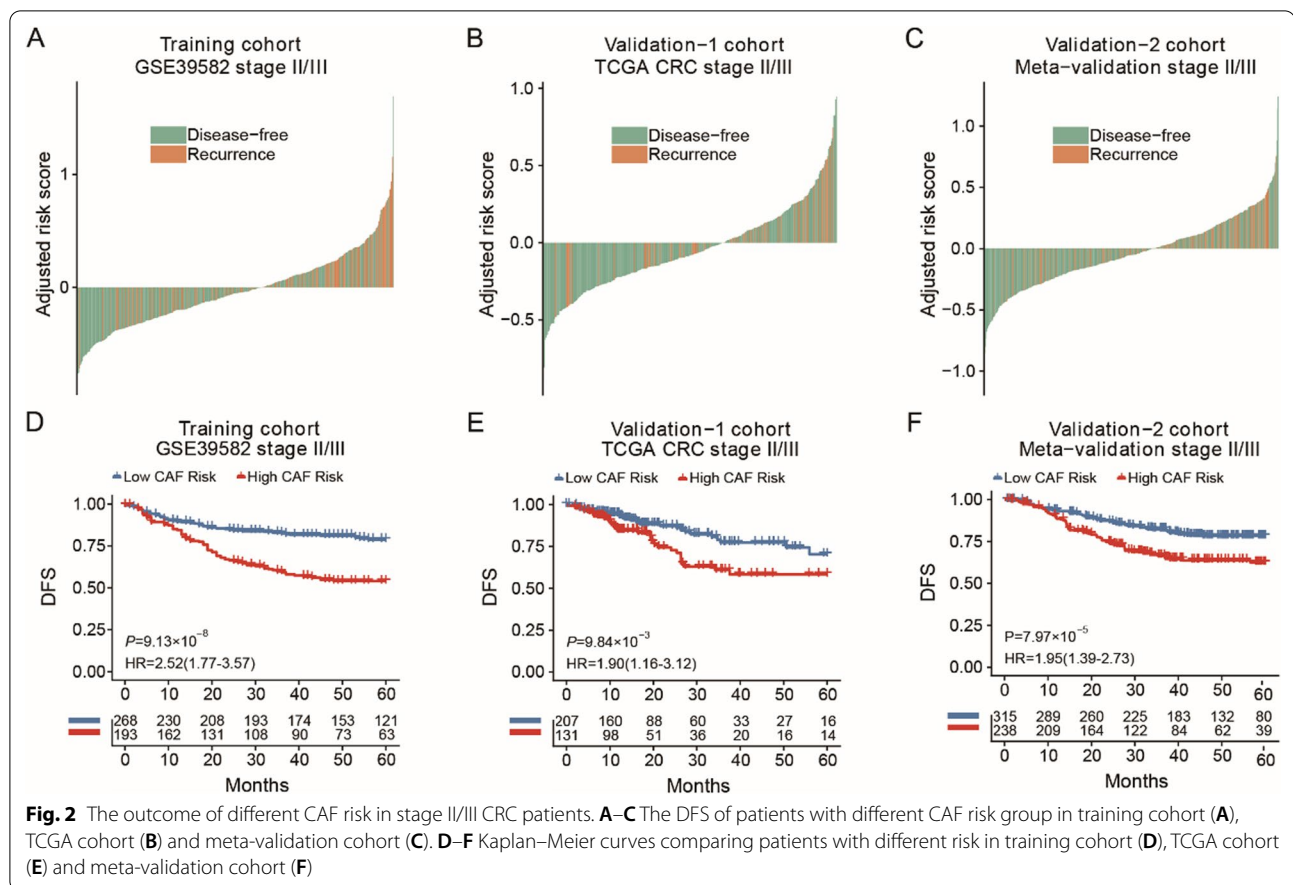 A
Training cohort
GSE39582 stage II/III
Adjusted risk score
1
0
Disease-free
Recurrence
B
Validation-1 cohort
TCGA CRC stage II/III
Adjusted risk score
1.0
0.5
0.0
−0.5
Disease-free
Recurrence
C
Validation-2 cohort
Meta-validation stage II/III
Adjusted risk score
1.0
0.5
0.0
−0.5
−1.0
Disease-free
Recurrence
D
Training cohort
GSE39582 stage II/III
Low CAF Risk High CAF Risk
DFS
1.00
0.75
0.50
0.25
0.00
P=9.13×10⁻⁸
HR=2.52(1.77-3.57)
0 10 20 30 40 50 60
268 230 208 193 174 153 121
193 162 131 108 90 73 63
0 10 20 30 40 50 60
Months
E
Validation-1 cohort
TCGA CRC stage II/III
Low CAF Risk High CAF Risk
DFS
1.00
0.75
0.50
0.25
0.00
P=9.84×10⁻³
HR=1.90(1.16-3.12)
0 10 20 30 40 50 60
207 160 88 60 33 27 16
131 98 51 36 20 16 14
0 10 20 30 40 50 60
Months
F
Validation-2 cohort
Meta-validation stage II/III
Low CAF Risk High CAF Risk
DFS
1.00
0.75
0.50
0.25
0.00
P=7.97×10⁻⁵
HR=1.95(1.39-2.73)
0 10 20 30 40 50 60
315 289 260 225 183 132 80
238 209 164 122 84 62 39
0 10 20 30 40 50 60
Months
Fig. 2 The outcome of different CAF risk in stage II/III CRC patients. A–C The DFS of patients with different CAF risk group in training cohort (A),
TCGA cohort (B) and meta-validation cohort (C). D–F Kaplan–Meier curves comparing patients with different risk in training cohort (D), TCGA cohort
(E) and meta-validation cohort (F)